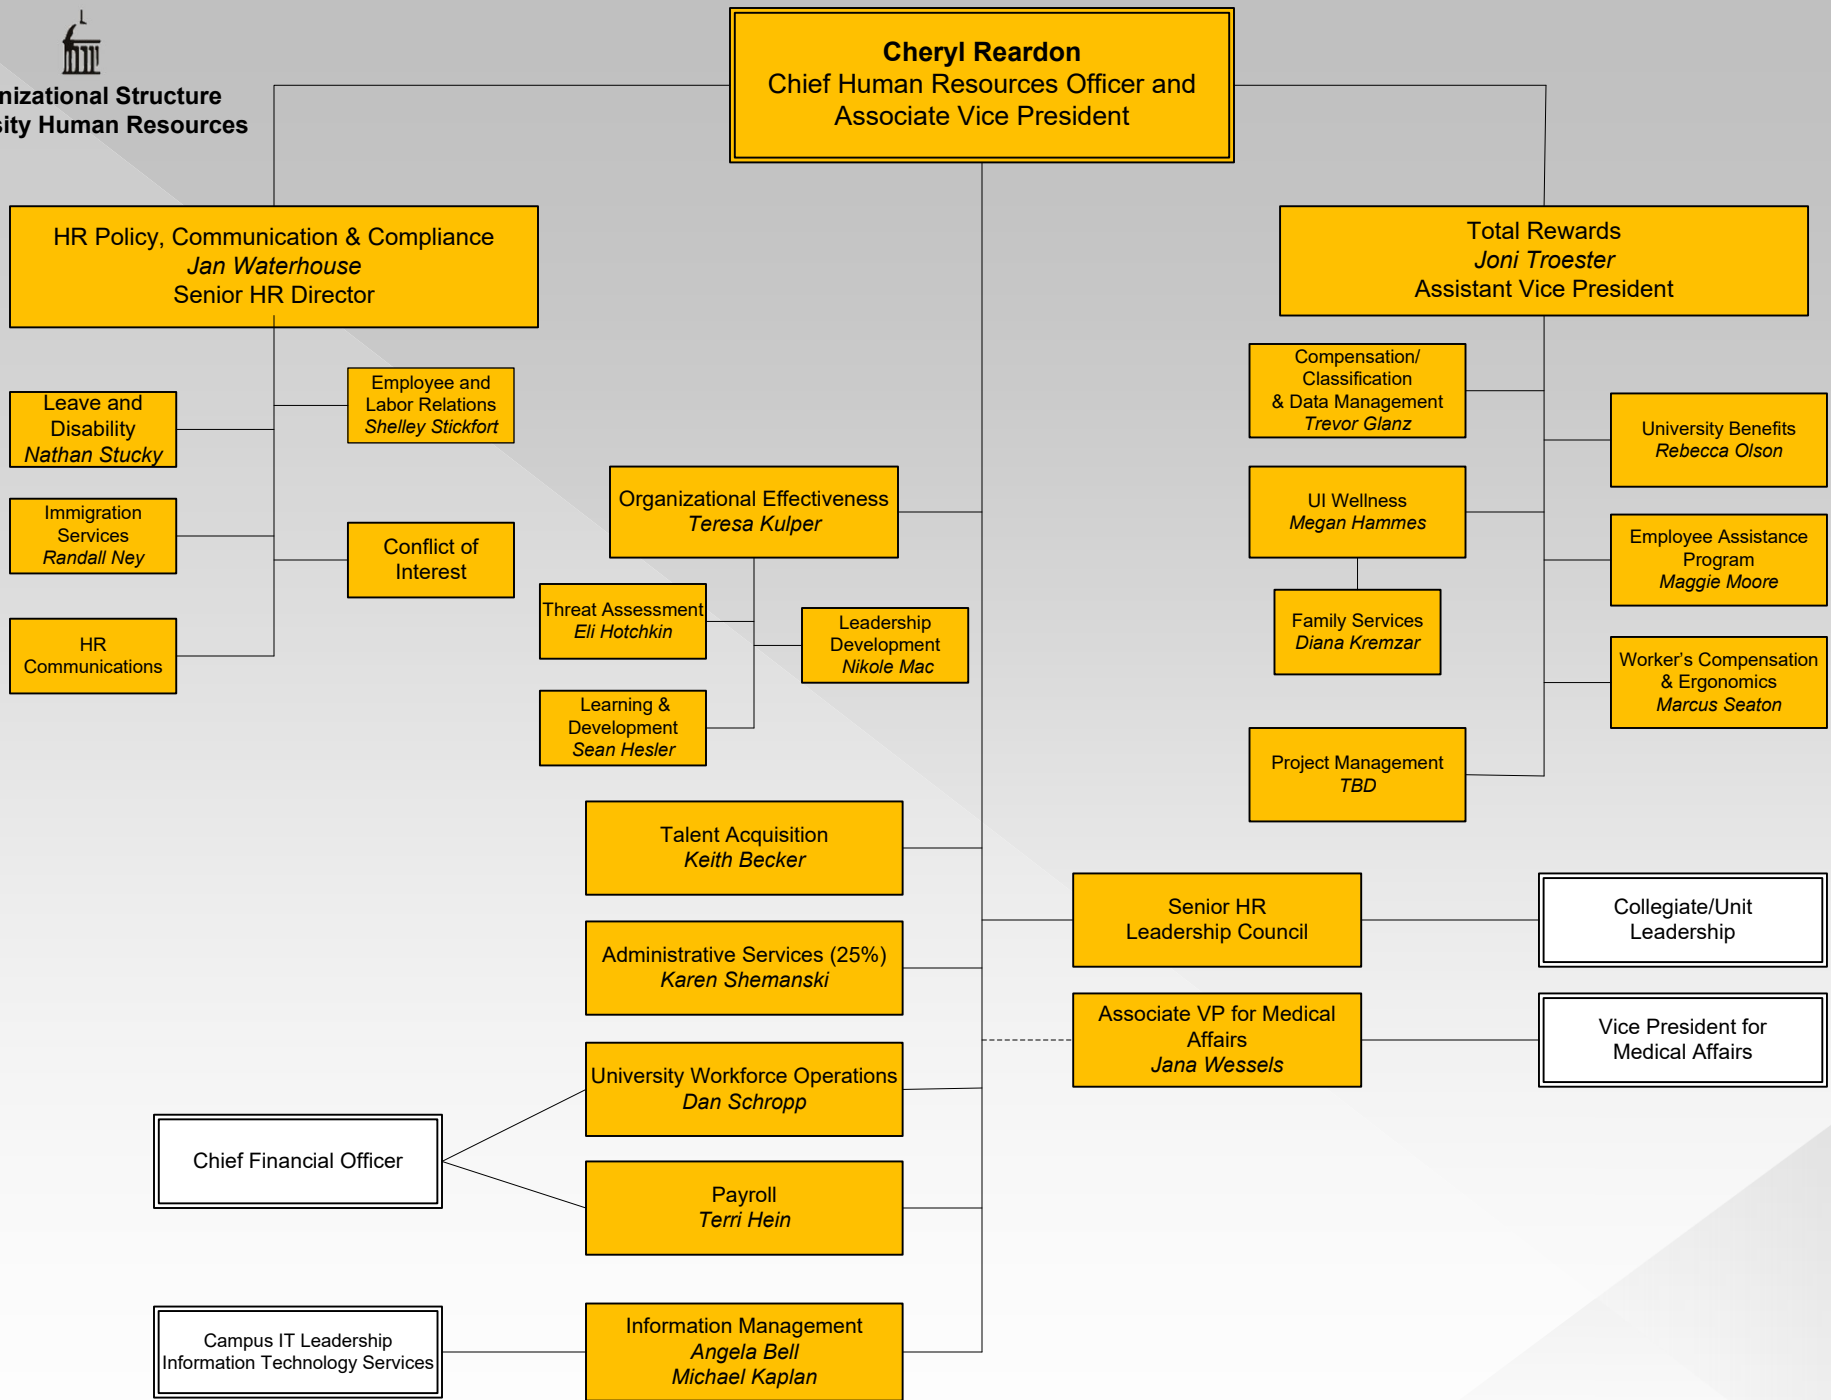 nizational Structure
sity Human Resources
Cheryl Reardon
Chief Human Resources Officer and
Associate Vice President
HR Policy, Communication & Compliance
Jan Waterhouse
Senior HR Director
Total Rewards
Joni Troester
Assistant Vice President
Leave and
Disability
Nathan Stucky
Employee and
Labor Relations
Shelley Stickfort
Immigration
Services
Randall Ney
Conflict of
Interest
HR
Communications
Organizational Effectiveness
Teresa Kulper
Threat Assessment
Eli Hotchkin
Leadership
Development
Nikole Mac
Learning &
Development
Sean Hesler
Compensation/
Classification
& Data Management
Trevor Glanz
University Benefits
Rebecca Olson
UI Wellness
Megan Hammes
Employee Assistance
Program
Maggie Moore
Family Services
Diana Kremzar
Worker's Compensation
& Ergonomics
Marcus Seaton
Project Management
TBD
Talent Acquisition
Keith Becker
Administrative Services (25%)
Karen Shemanski
University Workforce Operations
Dan Schropp
Payroll
Terri Hein
Information Management
Angela Bell
Michael Kaplan
Senior HR
Leadership Council
Collegiate/Unit
Leadership
Associate VP for Medical
Affairs
Jana Wessels
Vice President for
Medical Affairs
Chief Financial Officer
Campus IT Leadership
Information Technology Services